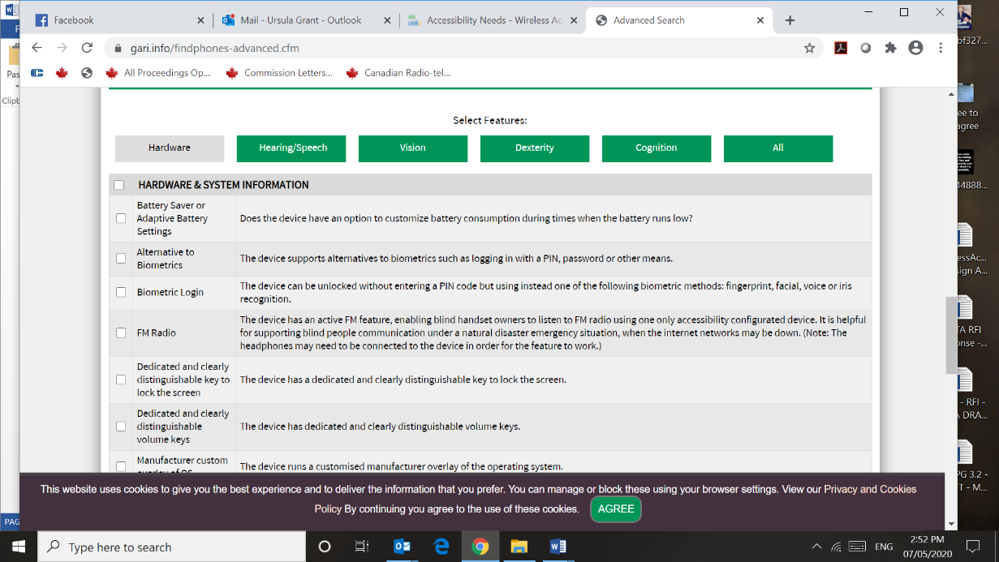 Facebook
Mail - Ursula Grant - Outlook
Accessibility Needs - Wireless Acc
Advanced Search
gari.info/findphones-advanced.cfm
All Proceedings Op...
Commission Letters...
Canadian Radio-tel...
Pas
Clipb
bf327...
ee to
agree
44888...
essAc...
sign A...
TA RFI
onse -...
- RFI -
DRA...
PG 3.2 -
FT - M...
Select Features:
Hardware
Hearing/Speech
Vision
Dexterity
Cognition
All
HARDWARE & SYSTEM INFORMATION
Battery Saver or
Adaptive Battery
Settings
Does the device have an option to customize battery consumption during times when the battery runs low?
Alternative to
Biometrics
The device supports alternatives to biometrics such as logging in with a PIN, password or other means.
Biometric Login
The device can be unlocked without entering a PIN code but using instead one of the following biometric methods: fingerprint, facial, voice or iris
recognition.
FM Radio
The device has an active FM feature, enabling blind handset owners to listen to FM radio using one only accessibility configurated device. It is helpful
for supporting blind people communication under a natural disaster emergency situation, when the internet networks may be down. (Note: The
headphones may need to be connected to the device in order for the feature to work.)
Dedicated and clearly
distinguishable key to
lock the screen
The device has a dedicated and clearly distinguishable key to lock the screen.
Dedicated and clearly
distinguishable
volume keys
The device has dedicated and clearly distinguishable volume keys.
Manufacturer custom
overlay of OS
The device runs a customised manufacturer overlay of the operating system.
This website uses cookies to give you the best experience and to deliver the information that you prefer. You can manage or block these using your browser settings. View our Privacy and Cookies
Policy By continuing you agree to the use of these cookies.
AGREE
PAG
Type here to search
ENG
2:52 PM
07/05/2020